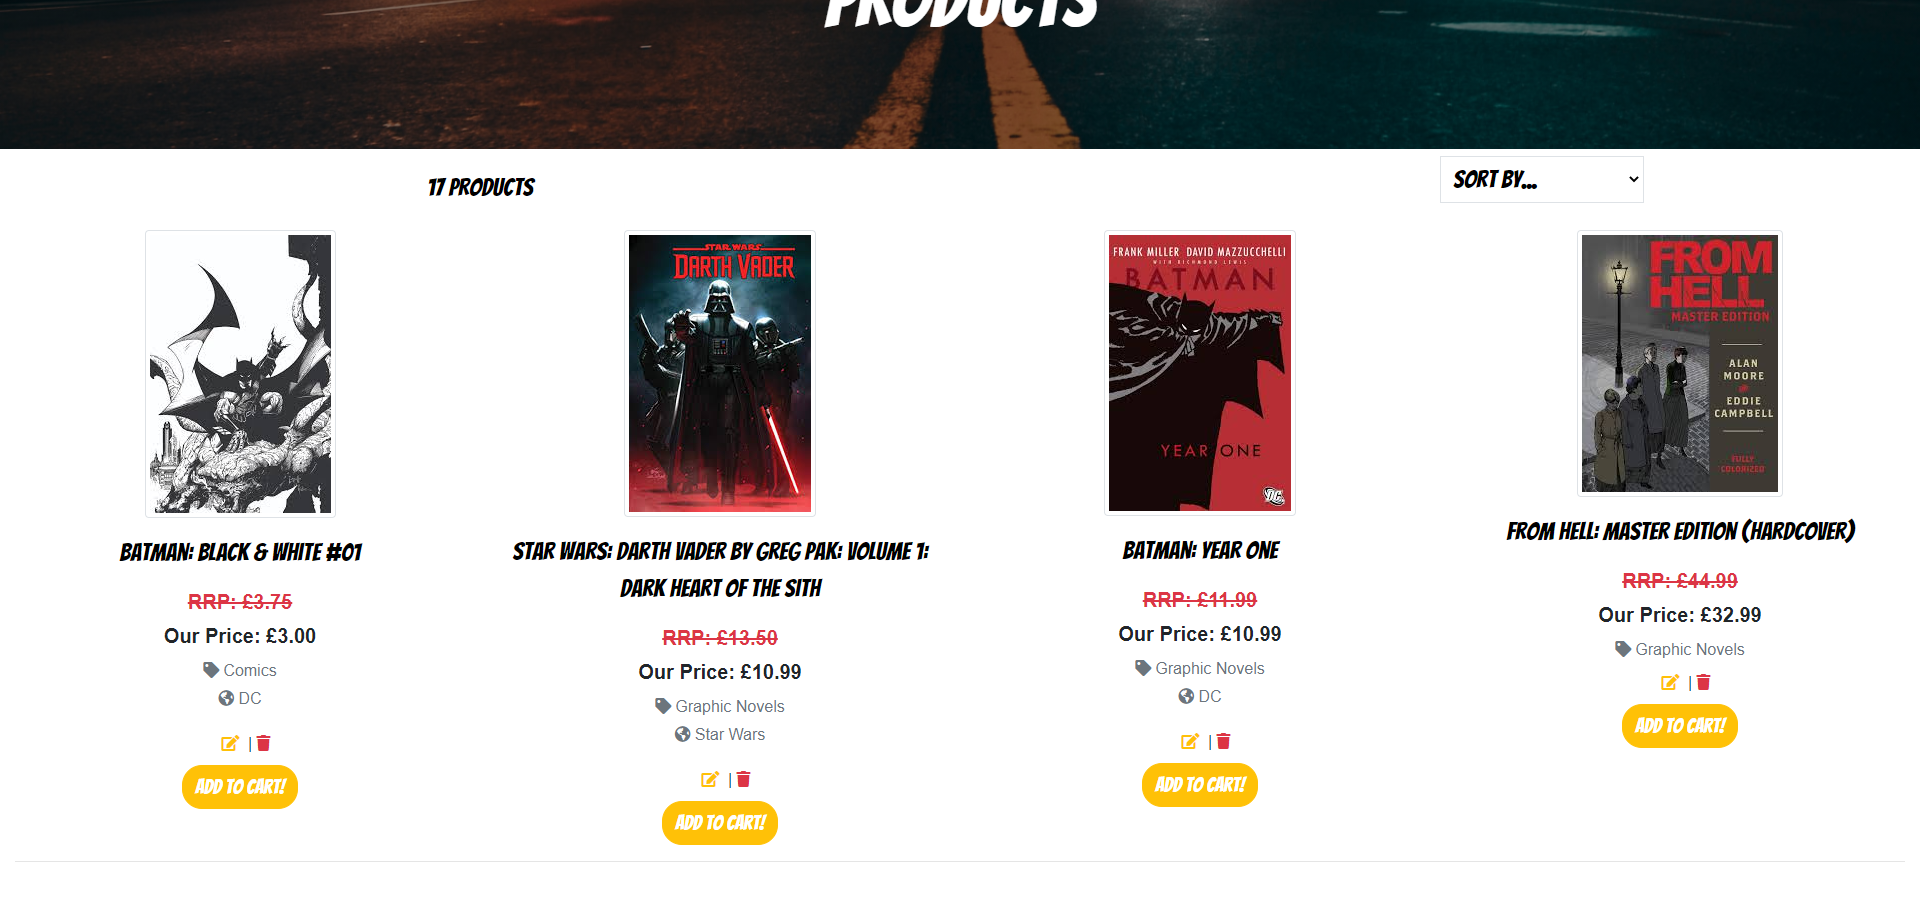 PRODUCTS
17 PRODUCTS
SORT BY...
STAR WARS
DARTH VADER
FRANK MILLER DAVID MAZZUCCHELLI
WITH RICHMOND LEWIS
BATMAN
YEAR ONE
DC
FROM
HELL
MASTER EDITION
ALAN
MOORE
EDDIE
CAMPBELL
FULLY
COLORIZED
BATMAN: BLACK & WHITE #01
RRP: £3.75
Our Price: £3.00
Comics
DC
|
ADD TO CART!
STAR WARS: DARTH VADER BY GREG PAK: VOLUME 1:
DARK HEART OF THE SITH
RRP: £13.50
Our Price: £10.99
Graphic Novels
Star Wars
|
ADD TO CART!
BATMAN: YEAR ONE
RRP: £11.99
Our Price: £10.99
Graphic Novels
DC
|
ADD TO CART!
FROM HELL: MASTER EDITION (HARDCOVER)
RRP: £44.99
Our Price: £32.99
Graphic Novels
|
ADD TO CART!